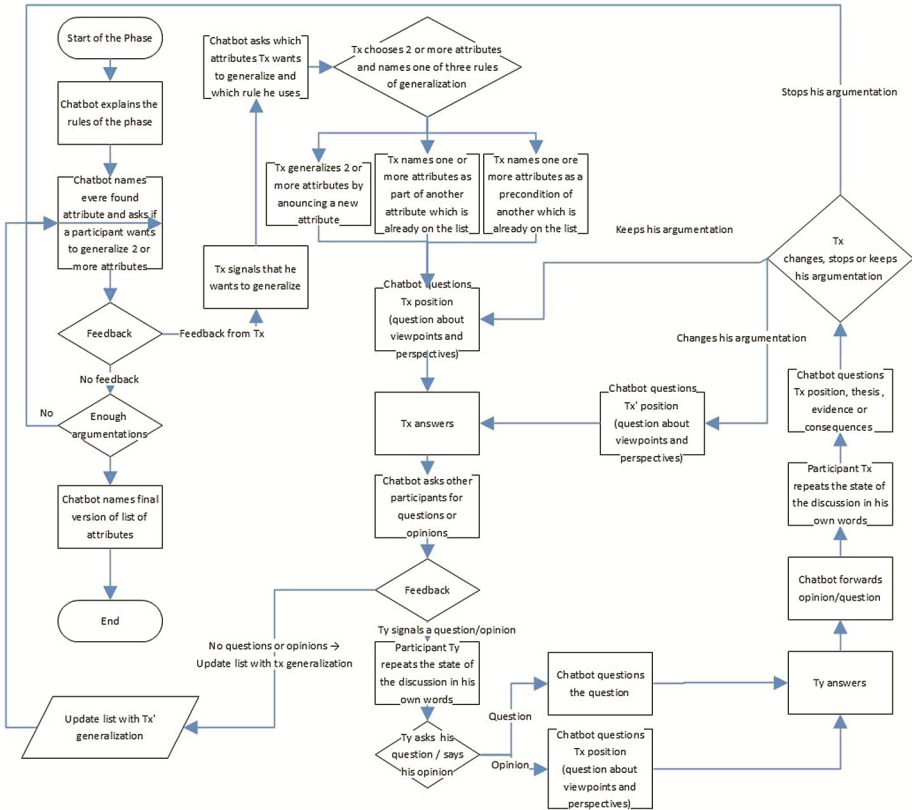 Start of the Phase
Chatbot explains the
rules of the phase
Chatbot names
evere found
attribute and asks if
a participant wants
to generalize 2 or
more attributes
Feedback
Feedback from Tx
No feedback
No
Enough
argumentations
Chatbot names final
version of list of
attributes
End
Chatbot asks which
attributes Tx wants
to generalize and
which rule he uses
Tx signals that he
wants to generalize
Tx chooses 2 or more attributes
and names one of three rules
of generalization
Tx generalizes 2 or
more attirbutes by
anouncing a new
attribute
Tx names one or
more attributes as
part of another
attribute which is
already on the list
Tx names one ore
more attributes as a
precondition of
another which is
already on the list
Chatbot questions
Tx position
(question about
viewpoints and
perspectives)
Tx answers
Chatbot asks other
participants for
questions or
opinions
Feedback
No questions or opinions →
Update list with tx generalization
Update list with Tx'
generalization
Ty signals a question/opinion
Participant Ty
repeats the state of
the discussion in his
own words
Ty asks his
question / says
his opinion
Question
Opinion
Chatbot questions
the question
Chatbot questions
Tx position
(question about
viewpoints and
perspectives)
Ty answers
Chatbot forwards
opinion/question
Participant Tx
repeats the state of
the discussion in his
own words
Chatbot questions
Tx position, thesis ,
evidence or
consequences
Tx
changes, stops or keeps
his argumentation
Stops his argumentation
Keeps his argumentation
Changes his argumentation
Chatbot questions
Tx' position
(question about
viewpoints and
perspectives)